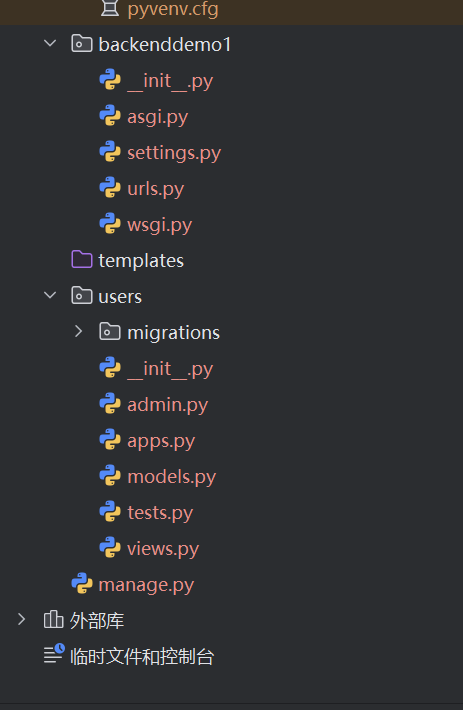 pyvenv.cfg
backenddemo1
__init__.py
asgi.py
settings.py
urls.py
wsgi.py
templates
users
migrations
__init__.py
admin.py
apps.py
models.py
tests.py
views.py
manage.py
外部库
临时文件和控制台